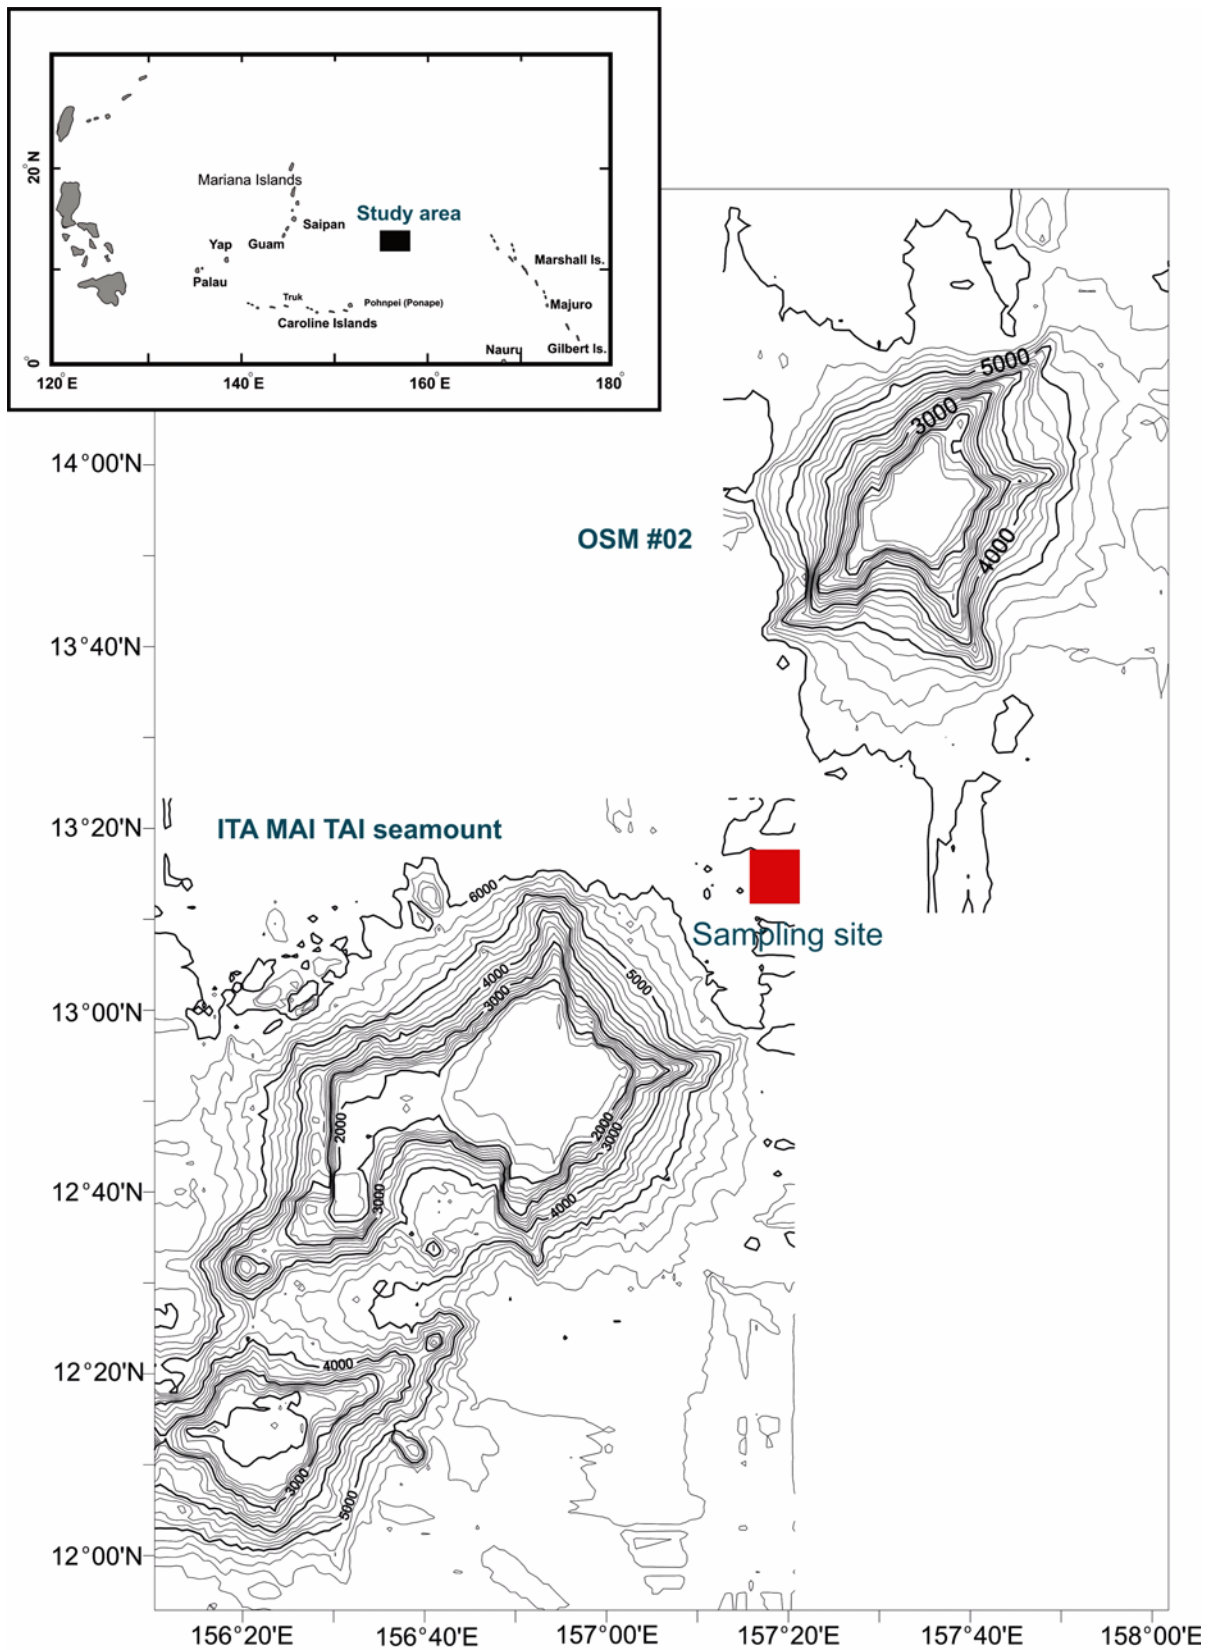 20°N
Mariana Islands
Study area
Saipan
Yap
Guam
Marshall Is.
Palau
Truk
Pohnpei (Ponape)
Majuro
Caroline Islands
Nauru
Gilbert Is.
0°
120°E
140°E
160°E
180°
5000
3000
14°00'N
OSM #02
4000
13°40'N
13°20'N
ITA MAI TAI seamount
6000
Sampling site
4000
5000
3000
13°00'N
2000
2000
3000
12°40'N
3000
4000
12°20'N
4000
3000
5000
12°00'N
156°20'E
156°40'E
157°00'E
157°20'E
157°40'E
158°00'E